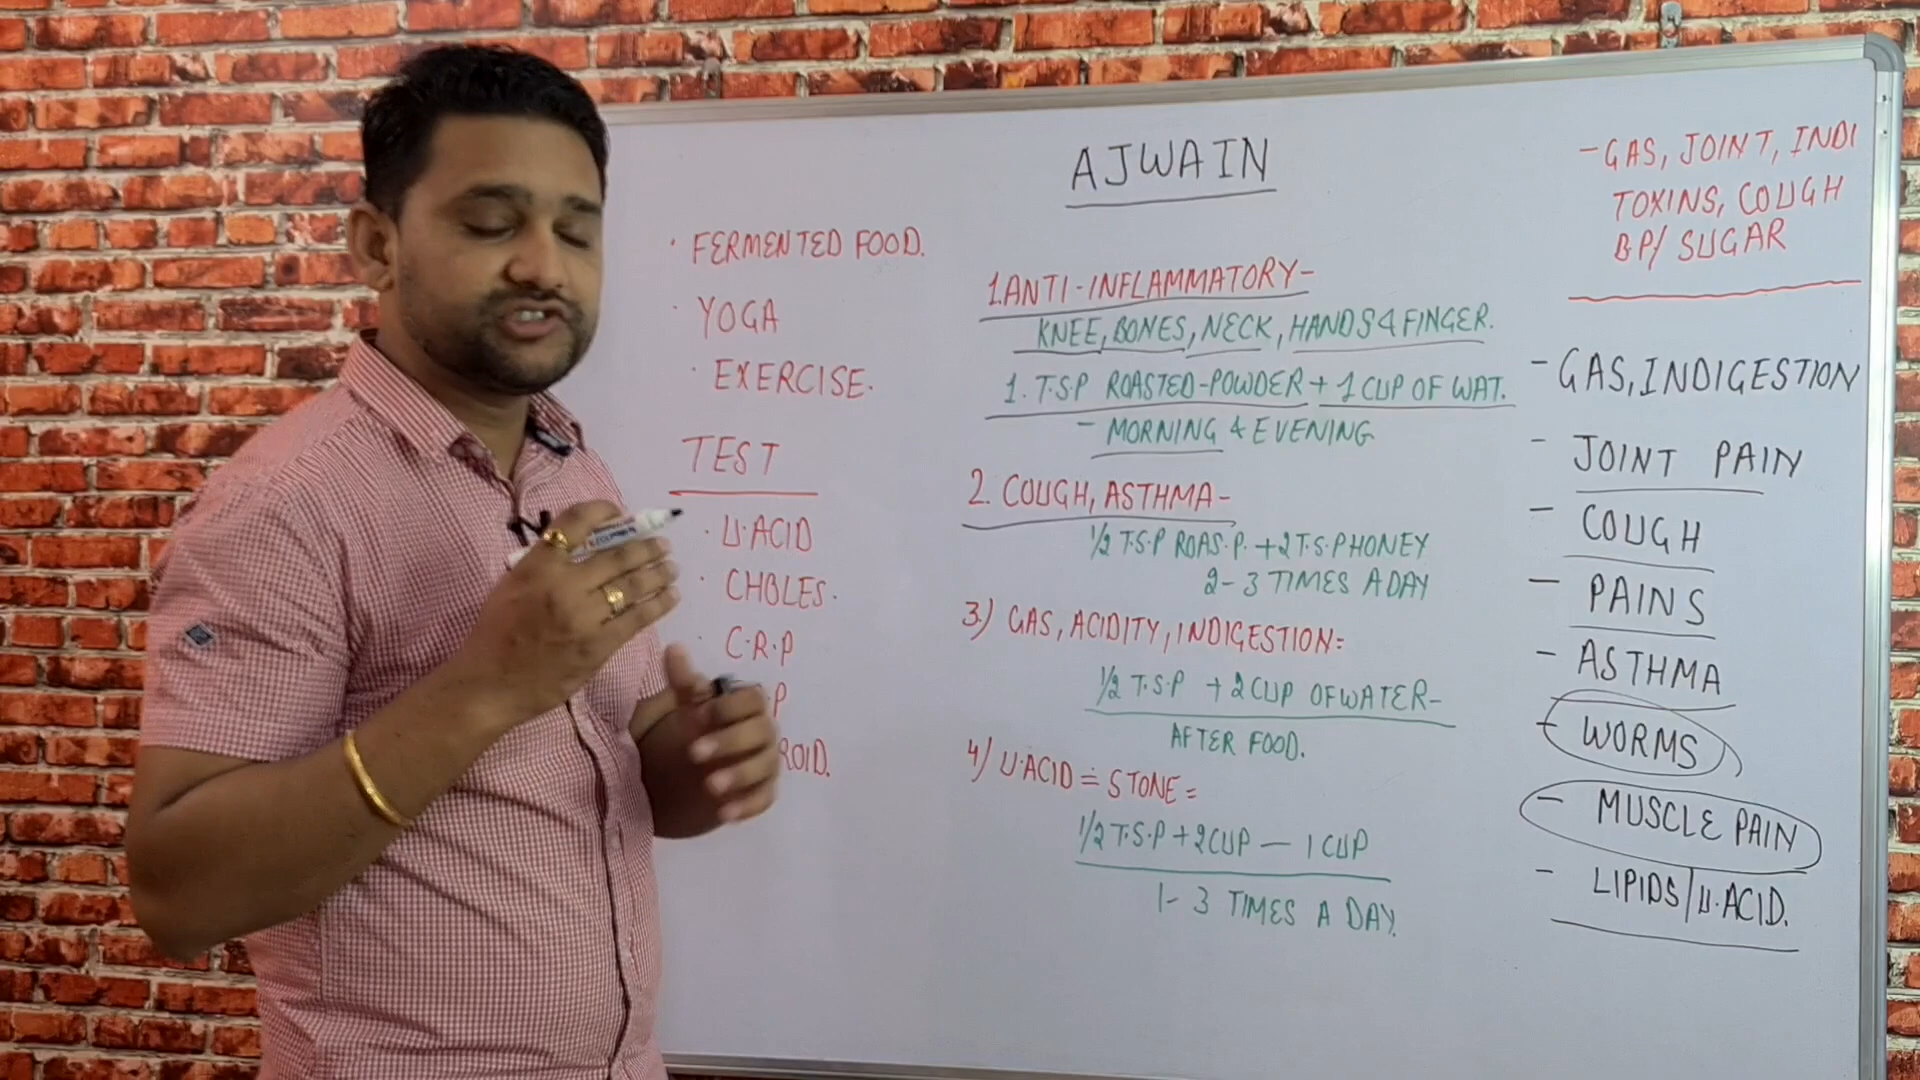 AJWAIN
· FERMENTED FOOD.
· YOGA
· EXERCISE.
TEST
· U·ACID
· CHOLES.
· C·R·P
P
ROID.
1.ANTI-INFLAMMATORY-
KNEE, BONES, NECK, HANDS & FINGER.
1. T.S.P ROASTED-POWDER + 1 CUP OF WAT.
- MORNING & EVENING
2. COUGH, ASTHMA-
1/2 T.S.P ROAS.P. + 2 T.S.P HONEY
2-3 TIMES A DAY
3.) GAS, ACIDITY, INDIGESTION:
1/2 T.S.P + 2 CUP OF WATER-
AFTER FOOD.
4/ U·ACID = STONE =
1/2 T.S.P + 2 CUP — 1 CUP
1-3 TIMES A DAY.
- GAS, JOINT, INDI
TOXINS, COUGH
BP/ SUGAR
- GAS, INDIGESTION
- JOINT PAIN
- COUGH
- PAINS
- ASTHMA
- WORMS
- MUSCLE PAIN
- LIPIDS/U·ACID.